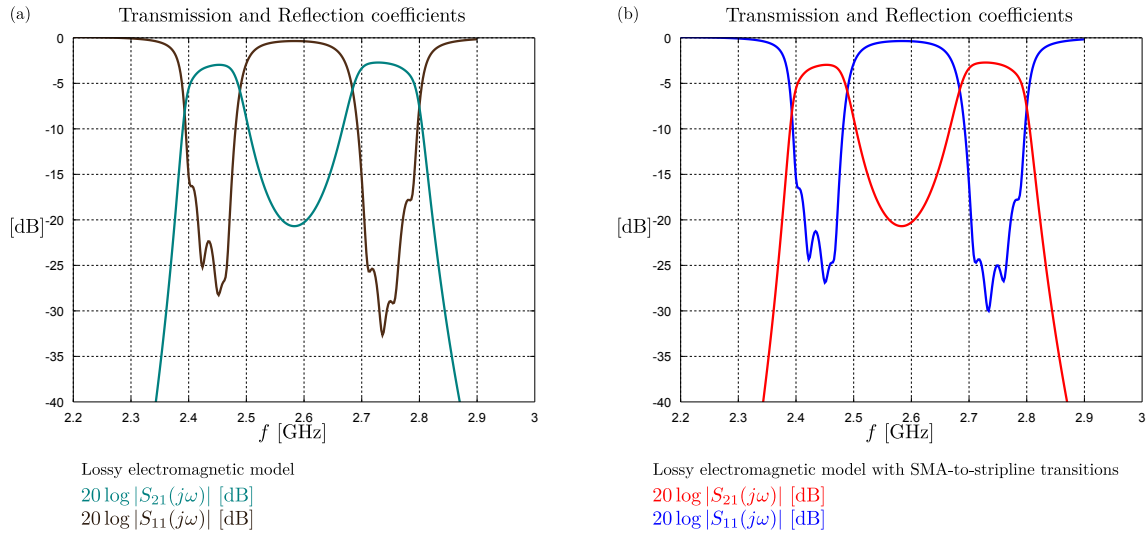 (a)
Transmission and Reflection coefficients
0
-5
-10
-15
-20
-25
-30
-35
-40
[dB]
2.2 2.3 2.4 2.5 2.6 2.7 2.8 2.9 3
f [GHz]
Lossy electromagnetic model
20 log |S21(jω)| [dB]
20 log |S11(jω)| [dB]
(b)
Transmission and Reflection coefficients
0
-5
-10
-15
-20
-25
-30
-35
-40
[dB]
2.2 2.3 2.4 2.5 2.6 2.7 2.8 2.9 3
f [GHz]
Lossy electromagnetic model with SMA-to-stripline transitions
20 log |S21(jω)| [dB]
20 log |S11(jω)| [dB]